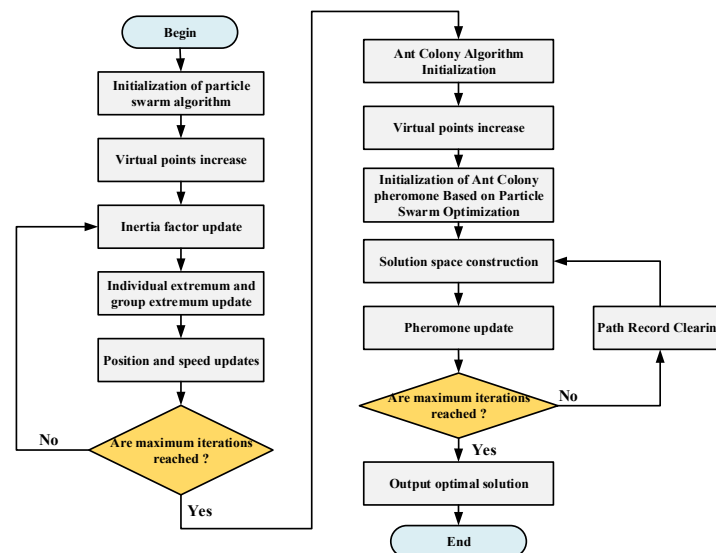 Begin
Initialization of particle
swarm algorithm
Virtual points increase
Inertia factor update
Individual extremum and
group extremum update
Position and speed updates
No
Are maximum iterations
reached ?
Yes
Ant Colony Algorithm
Initialization
Virtual points increase
Initialization of Ant Colony
pheromone Based on Particle
Swarm Optimization
Solution space construction
Pheromone update
Path Record Clearin
Are maximum iterations
reached ?
No
Yes
Output optimal solution
End